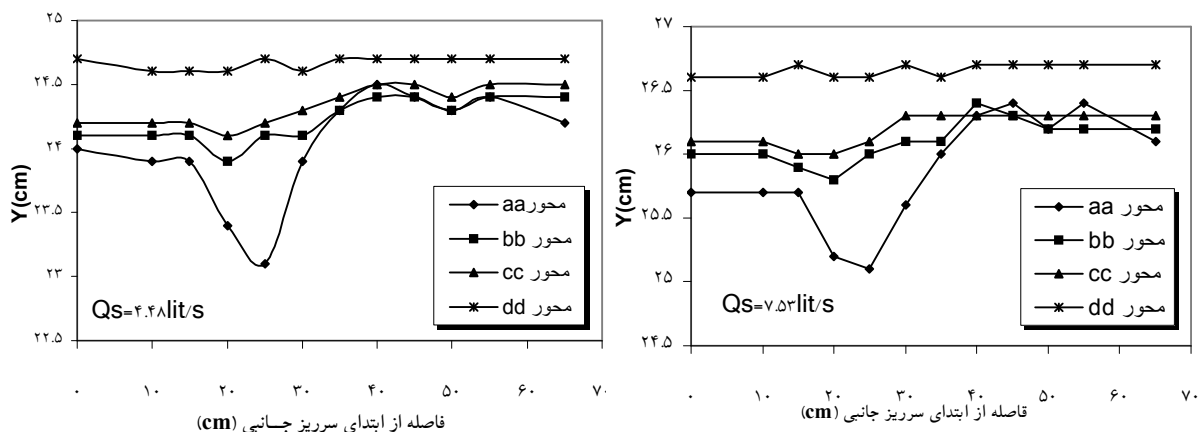 ۲۵
۲۴.۵
۲۴
۲۳.۵
۲۳
۲۲.۵
Y(cm)
محور aa
محور bb
محور cc
محور dd
Qs=۴.۴۸lit/s
۰ ۱۰ ۲۰ ۳۰ ۴۰ ۵۰ ۶۰ ۷۰
فاصله از ابتدای سرریز جـــانبی (cm)
۲۷
۲۶.۵
۲۶
۲۵.۵
۲۵
۲۴.۵
Y(cm)
محور aa
محور bb
محور cc
محور dd
Qs=۷.۵۳lit/s
۰ ۱۰ ۲۰ ۳۰ ۴۰ ۵۰ ۶۰ ۷۰
فاصله از ابتدای سرریز جانبی (cm)